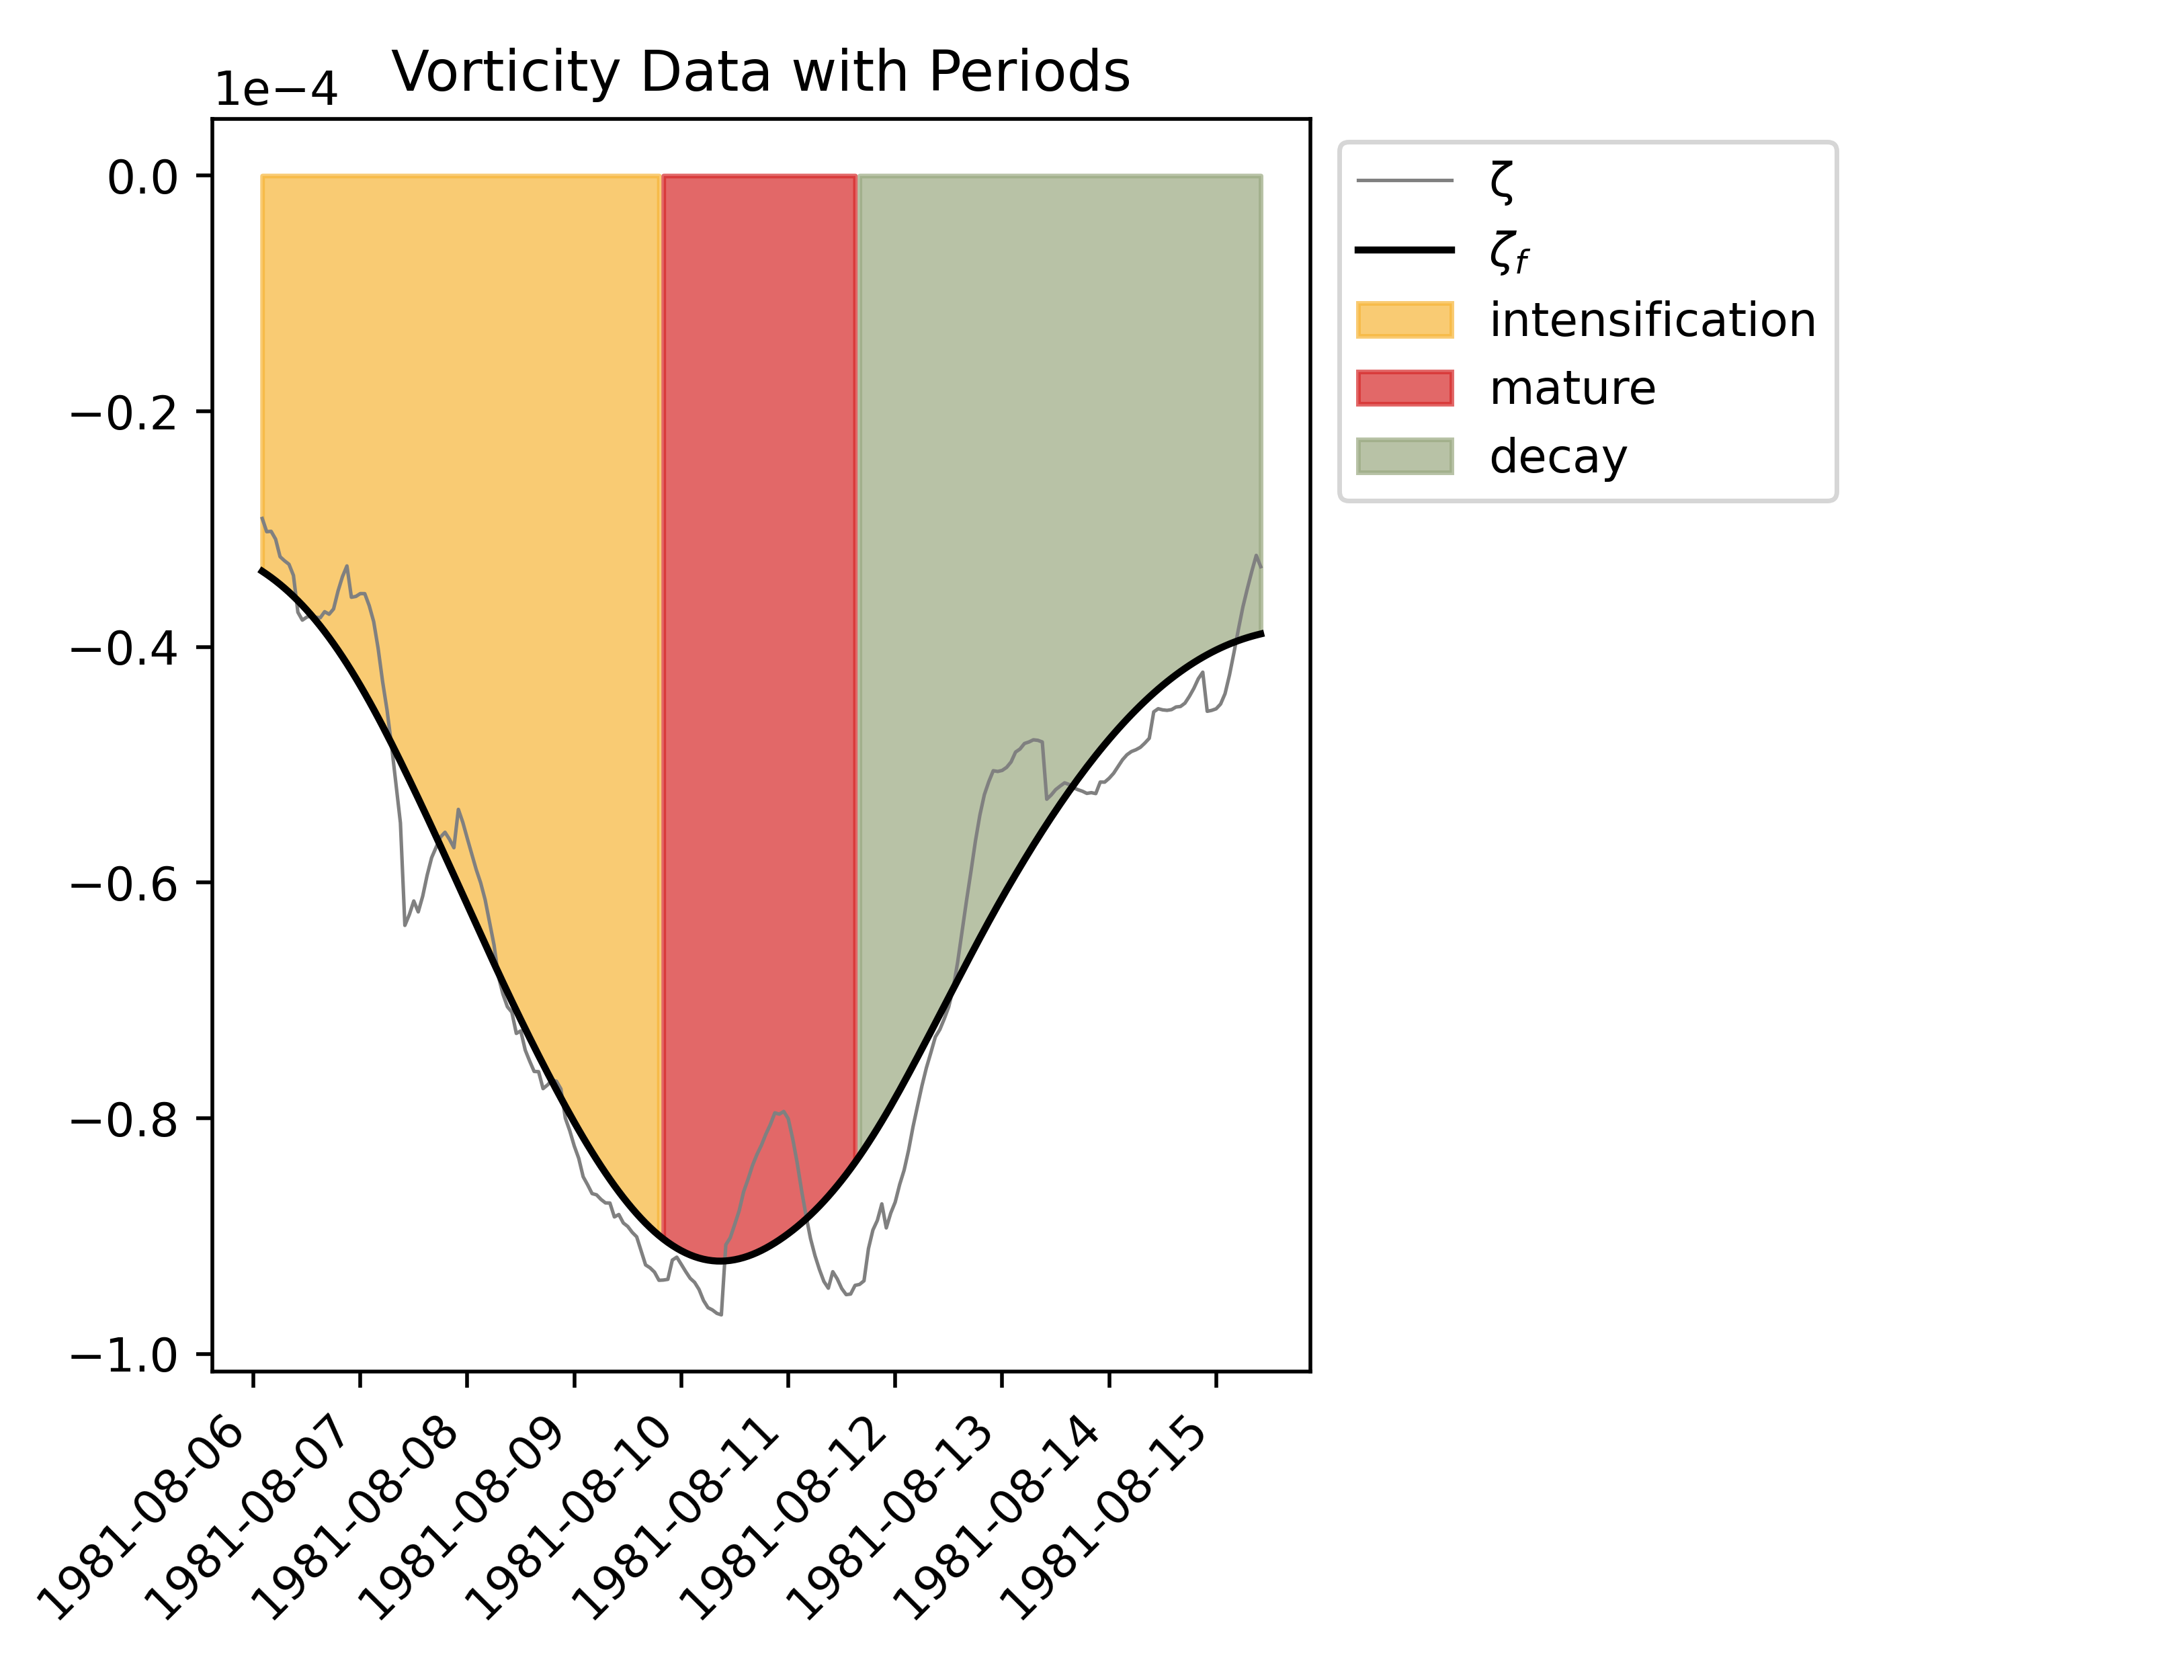 Vorticity Data with Periods
1e−4
0.0
−0.2
−0.4
−0.6
−0.8
−1.0
1981-08-06
1981-08-07
1981-08-08
1981-08-09
1981-08-10
1981-08-11
1981-08-12
1981-08-13
1981-08-14
1981-08-15
ζ
ζf
intensification
mature
decay